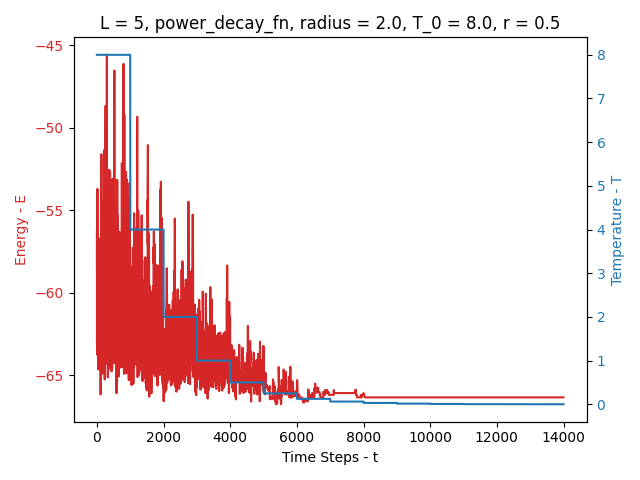 L = 5, power_decay_fn, radius = 2.0, T_0 = 8.0, r = 0.5
−45
−50
−55
−60
−65
Energy - E
8
7
6
5
4
3
2
1
0
Temperature - T
0 2000 4000 6000 8000 10000 12000 14000
Time Steps - t